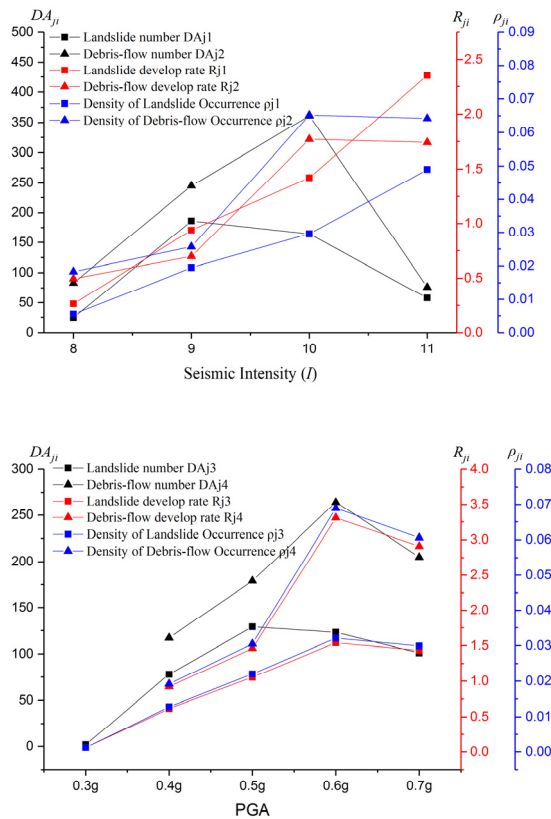 DAji
Rji
ρji
500
450
400
350
300
250
200
150
100
50
0
Landslide number DAj1
Debris-flow number DAj2
Landslide develop rate Rj1
Debris-flow develop rate Rj2
Density of Landslide Occurrence ρj1
Density of Debris-flow Occurrence ρj2
2.5
2.0
1.5
1.0
0.5
0.0
0.09
0.08
0.07
0.06
0.05
0.04
0.03
0.02
0.01
0.00
8
9
10
11
Seismic Intensity (I)
DAji
Rji
ρji
300
250
200
150
100
50
0
Landslide number DAj3
Debris-flow number DAj4
Landslide develop rate Rj3
Debris-flow develop rate Rj4
Density of Landslide Occurrence ρj3
Density of Debris-flow Occurrence ρj4
4.0
3.5
3.0
2.5
2.0
1.5
1.0
0.5
0.0
0.08
0.07
0.06
0.05
0.04
0.03
0.02
0.01
0.00
0.3g
0.4g
0.5g
0.6g
0.7g
PGA